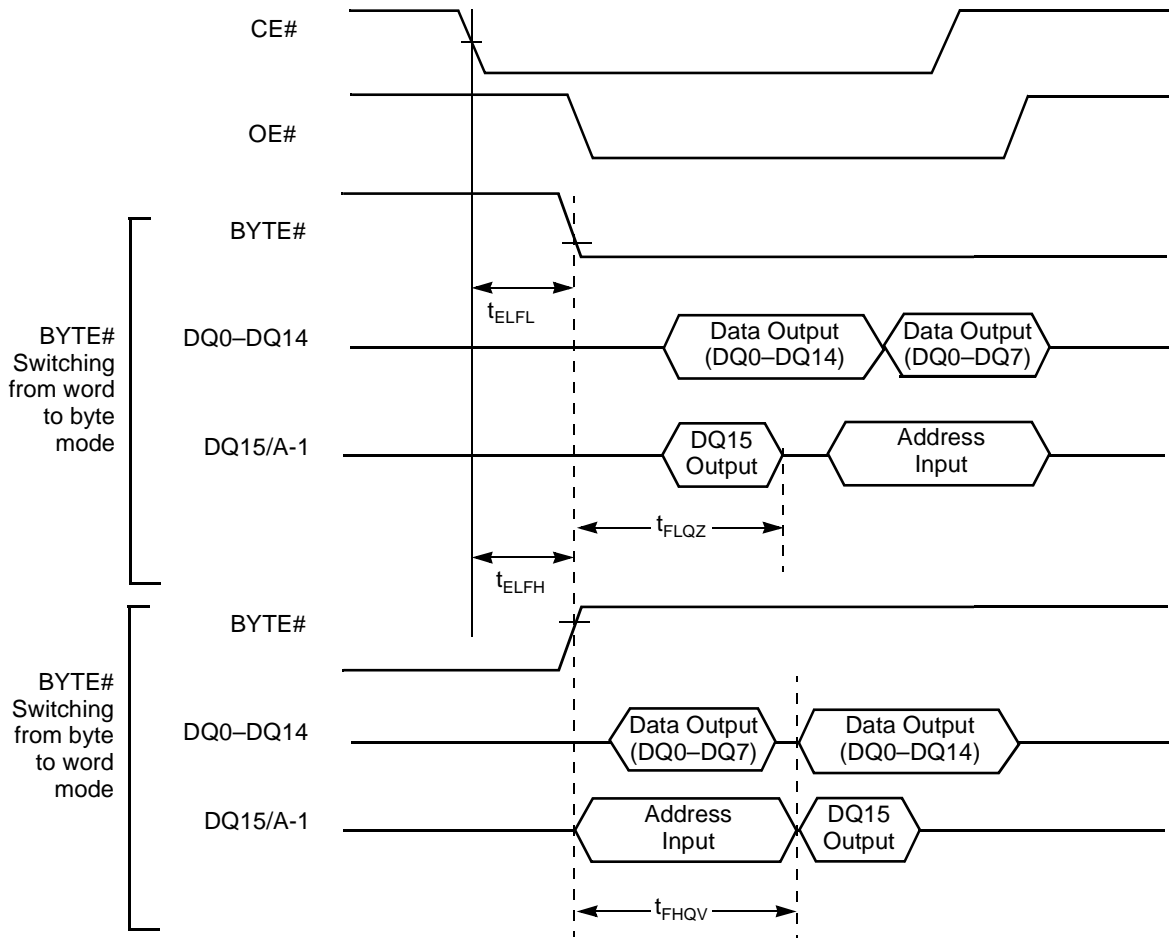 CE#
OE#
BYTE#
tELFL
BYTE#
Switching
from word
to byte
mode
DQ0–DQ14
Data Output
(DQ0–DQ14)
Data Output
(DQ0–DQ7)
DQ15/A-1
DQ15
Output
Address
Input
tFLQZ
tELFH
BYTE#
BYTE#
Switching
from byte
to word
mode
DQ0–DQ14
Data Output
(DQ0–DQ7)
Data Output
(DQ0–DQ14)
DQ15/A-1
Address
Input
DQ15
Output
tFHQV